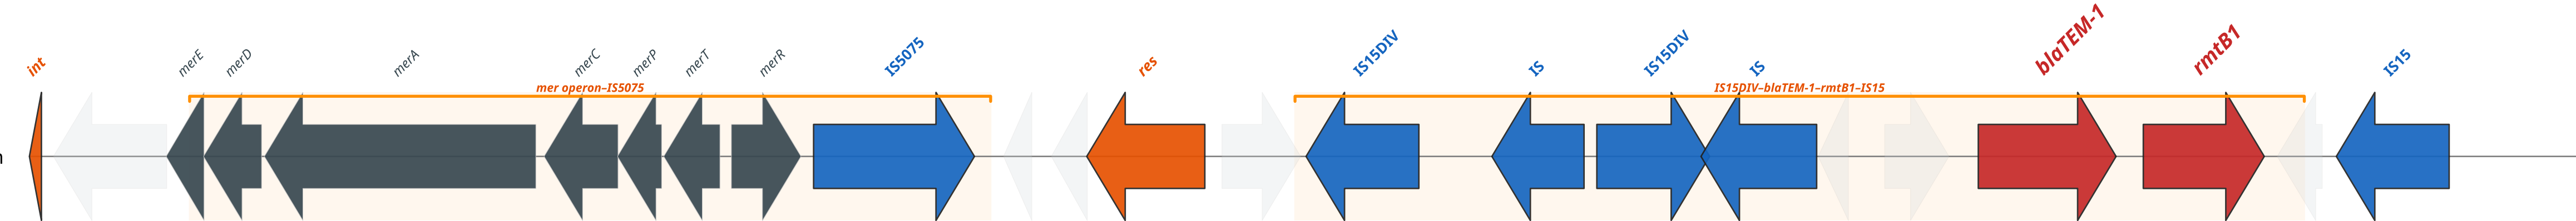 int
merE
merD
merA
merC
merP
merT
merR
IS5075
res
IS15DIV
IS
IS15DIV
IS
blaTEM-1
rmtB1
IS15
mer operon–IS5075
IS15DIV–blaTEM-1–rmtB1–IS15